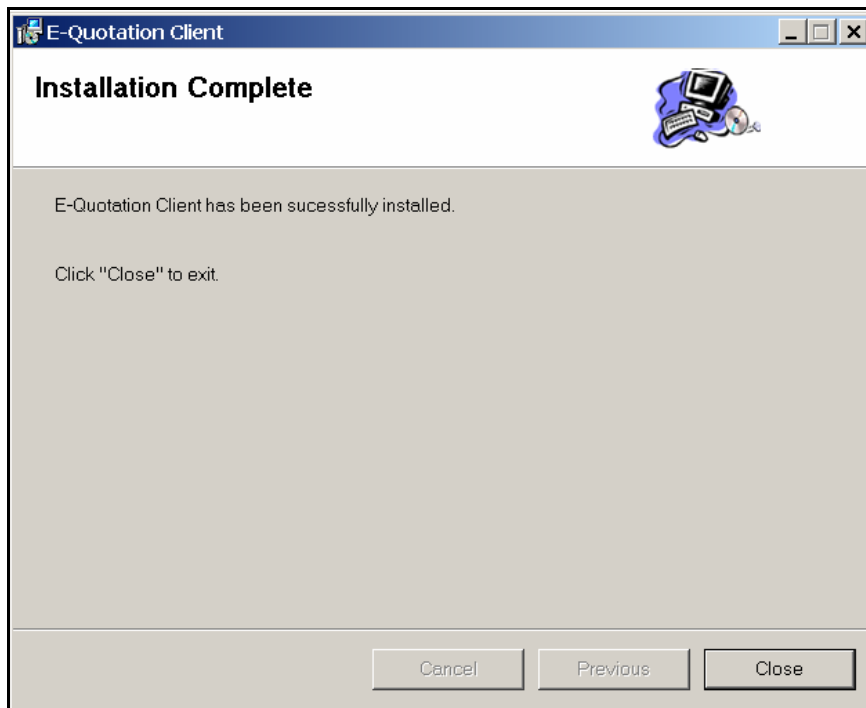 E-Quotation Client
Installation Complete
E-Quotation Client has been sucessfully installed.
Click "Close" to exit.
Cancel
Previous
Close